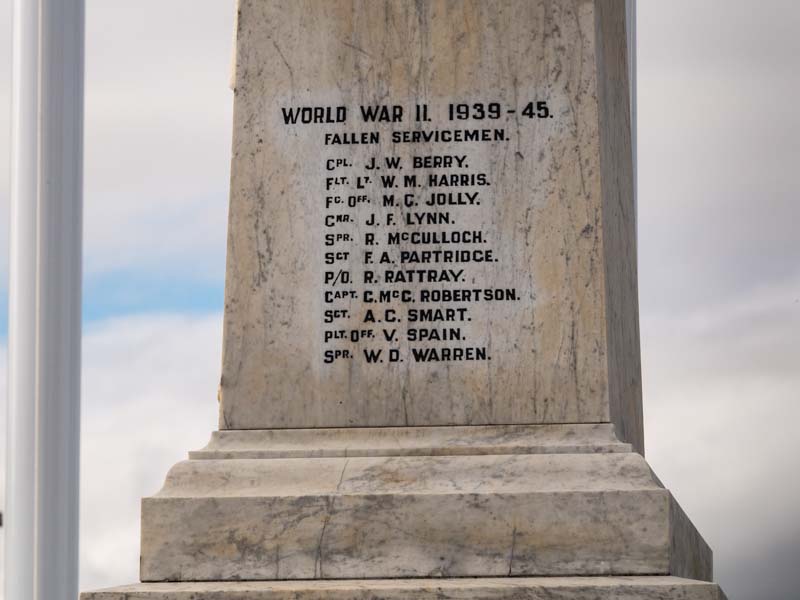 WORLD WAR II. 1939-45.
FALLEN SERVICEMEN.
CPL. J. W. BERRY.
FLT. LT. W. M. HARRIS.
FG. OFF. M. G. JOLLY.
GNR. J. F. LYNN.
SPR. R. McCULLOCH.
SGT F. A. PARTRIDGE.
P/O. R. RATTRAY.
CAPT. C. McC. ROBERTSON.
SGT. A. C. SMART.
PLT. OFF. V. SPAIN.
SPR. W. D. WARREN.